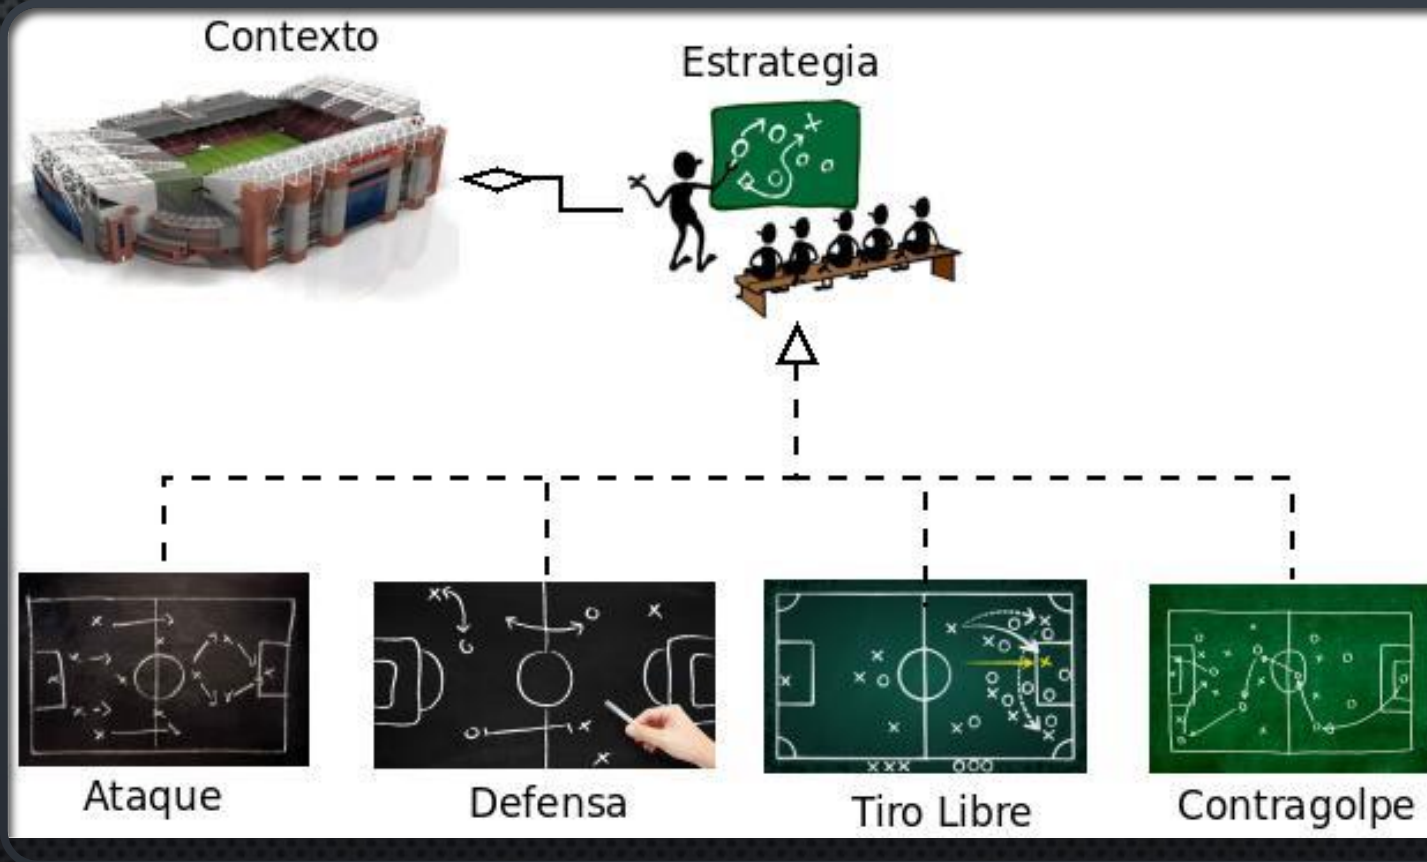 Contexto
Estrategia
Ataque
Defensa
Tiro Libre
Contragolpe